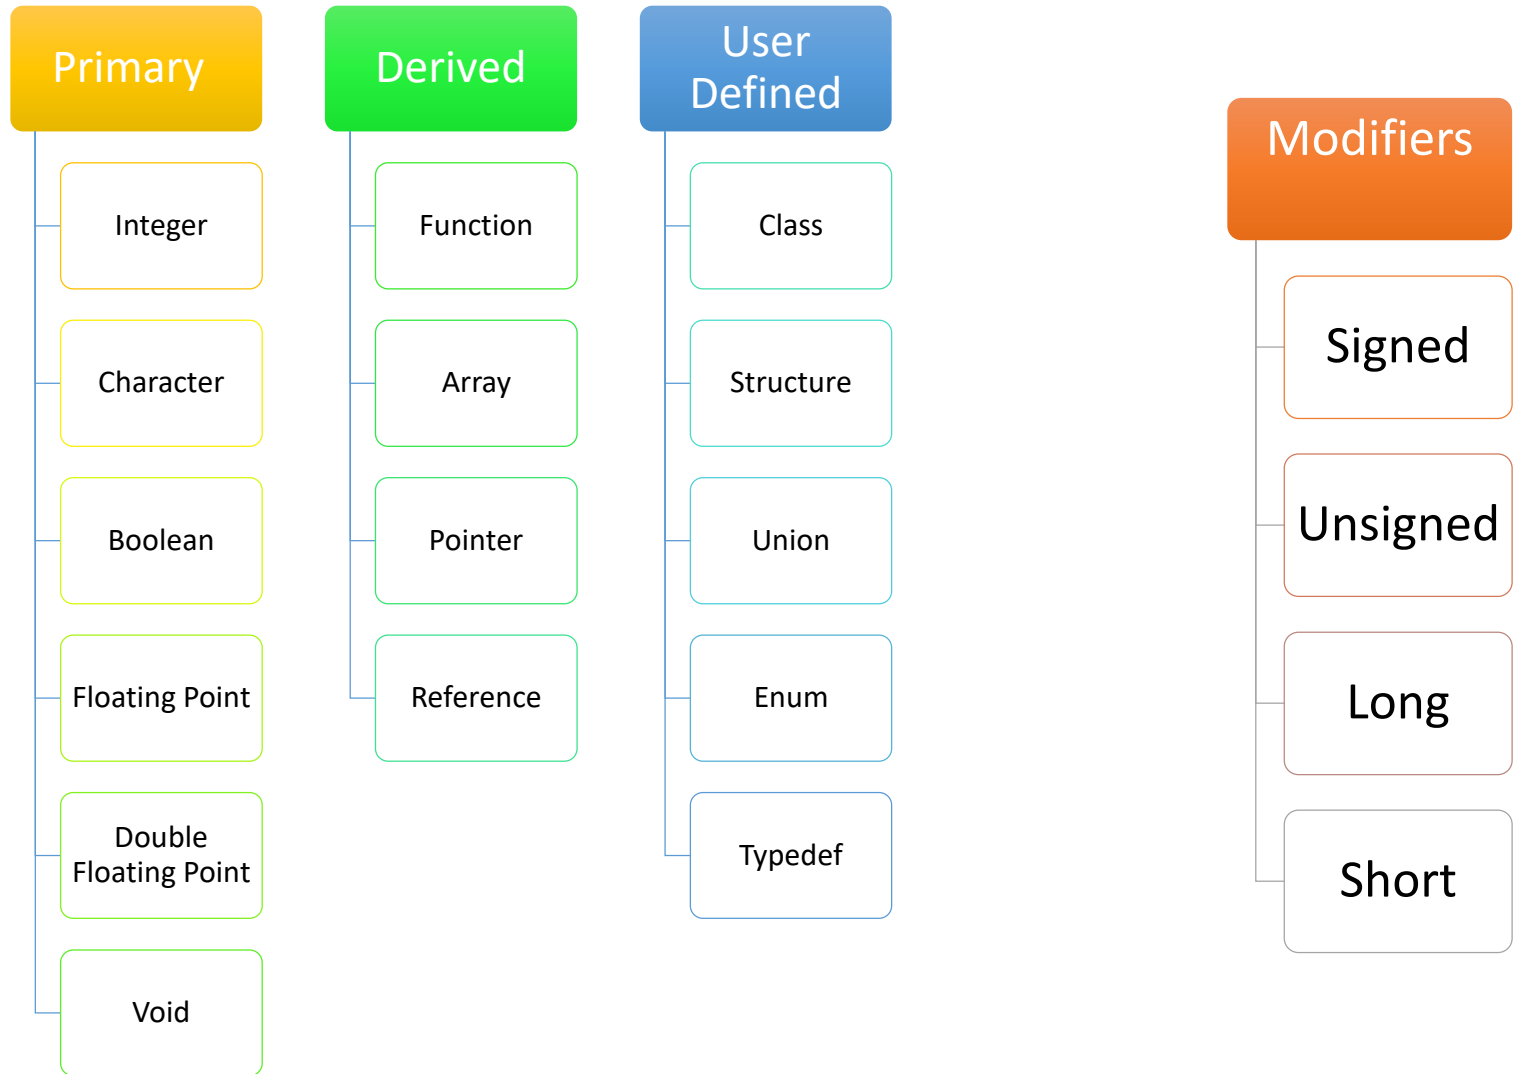 Primary
Integer
Character
Boolean
Floating Point
Double
Floating Point
Void
Derived
Function
Array
Pointer
Reference
User
Defined
Class
Structure
Union
Enum
Typedef
Modifiers
Signed
Unsigned
Long
Short